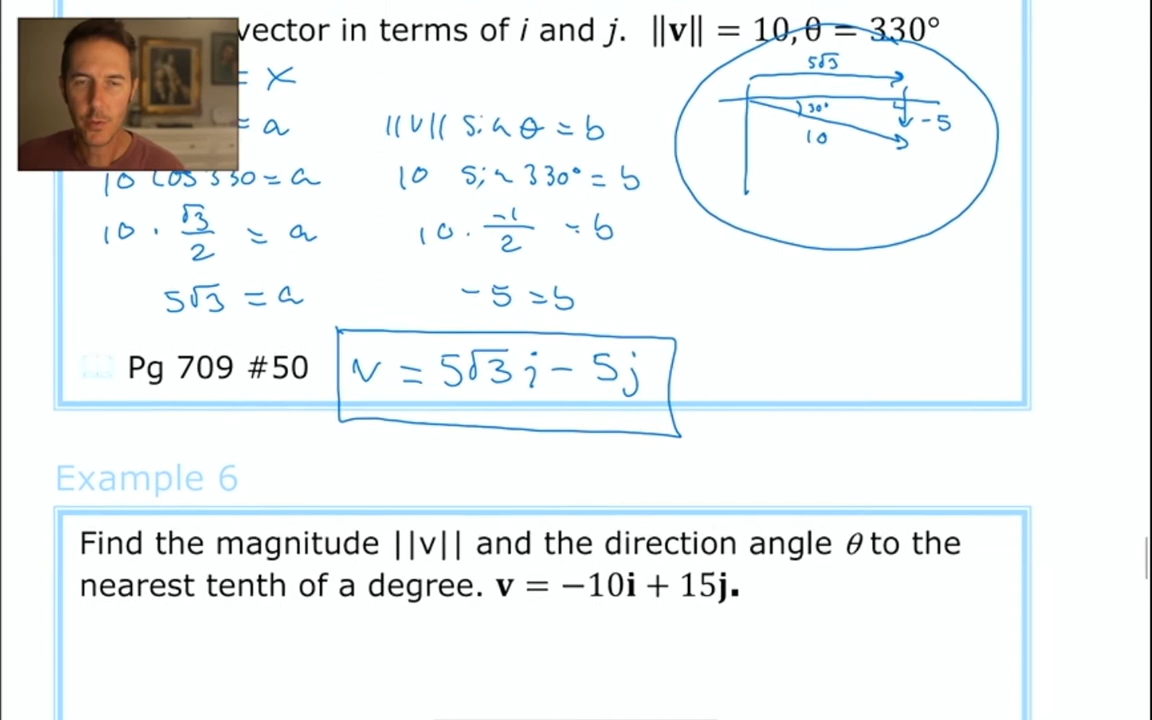 vector in terms of i and j. ||v|| = 10, θ = 330°
= x
5√3
= a
||v|| sin θ = b
30°
-5
10
10 cos 330 = a
10 sin 330° = b
10 · √3/2 = a
10 · -1/2 = b
5√3 = a
-5 = b
Pg 709 #50
v = 5√3 i - 5j
Example 6
Find the magnitude ||v|| and the direction angle θ to the
nearest tenth of a degree. v = −10i + 15j.